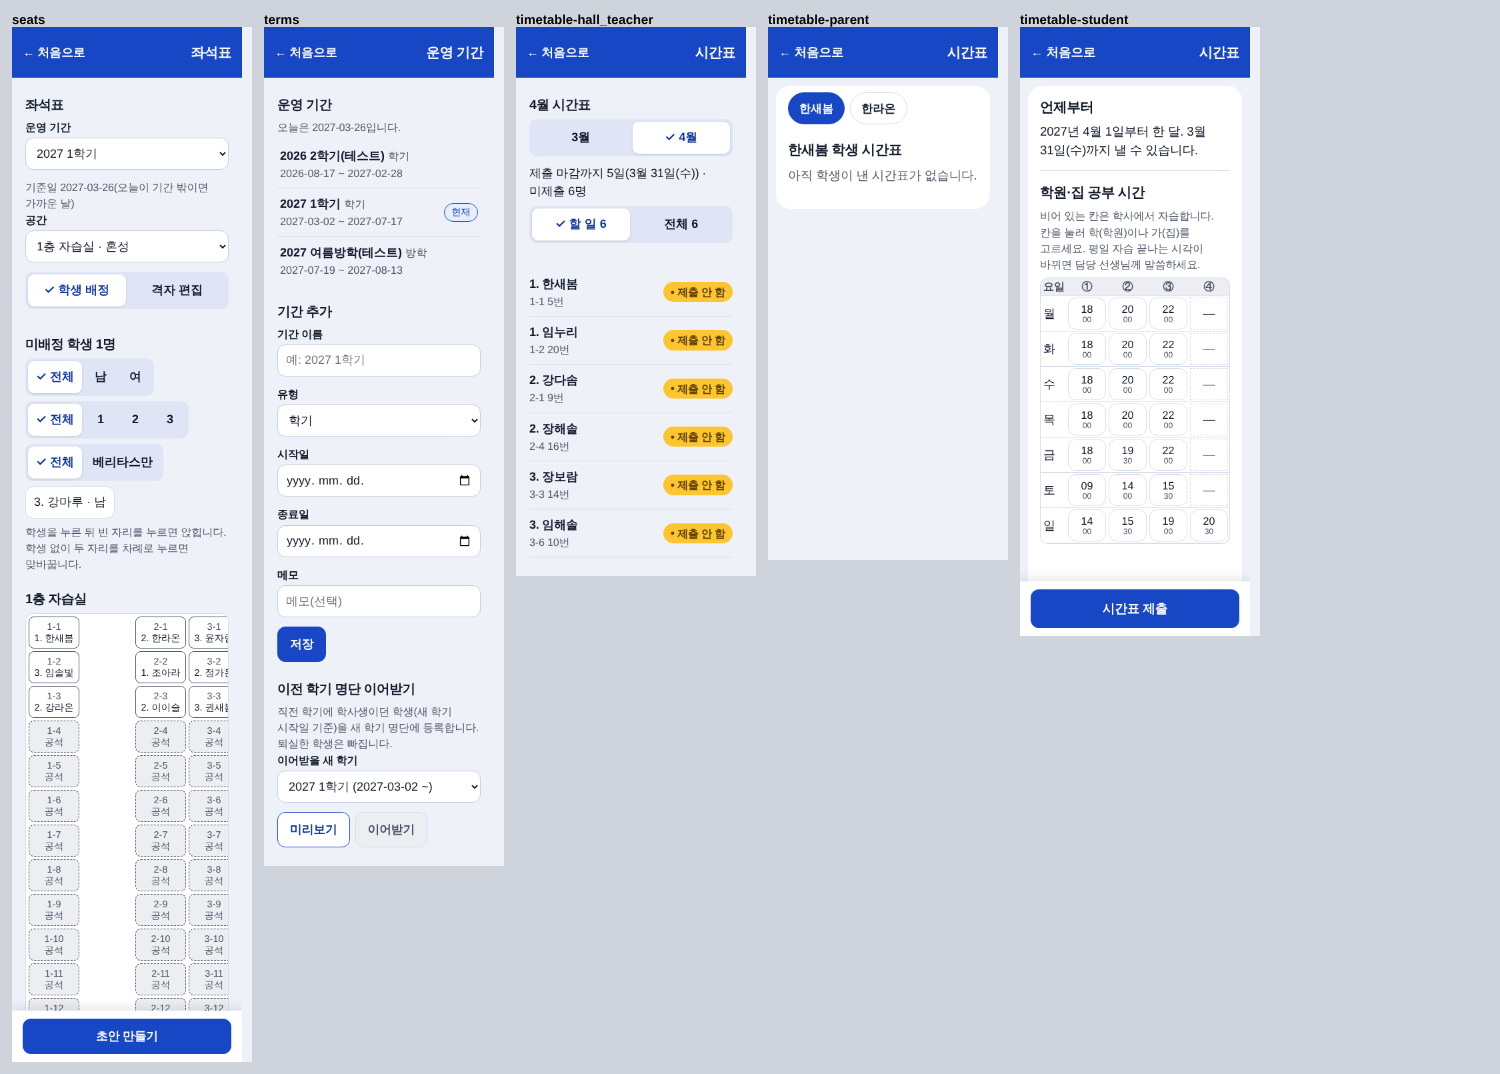 seats
← 처음으로 좌석표
좌석표
운영 기간
2027 1학기
기준일 2027-03-26(오늘이 기간 밖이면
가까운 날)
공간
1층 자습실 · 혼성
✓ 학생 배정 격자 편집
미배정 학생 1명
✓ 전체 남 여
✓ 전체 1 2 3
✓ 전체 베리타스만
3. 강마루 · 남
학생을 누른 뒤 빈 자리를 누르면 앉힙니다.
학생 없이 두 자리를 차례로 누르면
맞바꿉니다.
1층 자습실
1-1 2-1 3-1
1. 한새봄 2. 한라온 3. 윤자
1-2 2-2 3-2
3. 임솔빛 1. 조아라 2. 정가
1-3 2-3 3-3
2. 강라온 2. 이이슬 3. 권새
1-4 2-4 3-4
공석 공석 공석
1-5 2-5 3-5
공석 공석 공석
1-6 2-6 3-6
공석 공석 공석
1-7 2-7 3-7
공석 공석 공석
1-8 2-8 3-8
공석 공석 공석
1-9 2-9 3-9
공석 공석 공석
1-10 2-10 3-10
공석 공석 공석
1-11 2-11 3-11
공석 공석 공석
1-12 2-12 3-12
초안 만들기
terms
← 처음으로 운영 기간
운영 기간
오늘은 2027-03-26입니다.
2026 2학기(테스트) 학기
2026-08-17 ~ 2027-02-28
2027 1학기 학기
2027-03-02 ~ 2027-07-17
현재
2027 여름방학(테스트) 방학
2027-07-19 ~ 2027-08-13
기간 추가
기간 이름
예: 2027 1학기
유형
학기
시작일
yyyy. mm. dd.
종료일
yyyy. mm. dd.
메모
메모(선택)
저장
이전 학기 명단 이어받기
직전 학기에 학사생이던 학생(새 학기
시작일 기준)을 새 학기 명단에 등록합니다.
퇴실한 학생은 빠집니다.
이어받을 새 학기
2027 1학기 (2027-03-02 ~)
미리보기 이어받기
timetable-hall_teacher
← 처음으로 시간표
4월 시간표
3월 ✓ 4월
제출 마감까지 5일(3월 31일(수)) ·
미제출 6명
✓ 할 일 6 전체 6
1. 한새봄
1-1 5번
• 제출 안 함
1. 임누리
1-2 20번
• 제출 안 함
2. 강다솜
2-1 9번
• 제출 안 함
2. 장해솔
2-4 16번
• 제출 안 함
3. 장보람
3-3 14번
• 제출 안 함
3. 임해솔
3-6 10번
• 제출 안 함
timetable-parent
← 처음으로 시간표
한새봄 한라온
한새봄 학생 시간표
아직 학생이 낸 시간표가 없습니다.
timetable-student
← 처음으로 시간표
언제부터
2027년 4월 1일부터 한 달. 3월
31일(수)까지 낼 수 있습니다.
학원·집 공부 시간
비어 있는 칸은 학사에서 자습합니다.
칸을 눌러 학(학원)이나 가(집)를
고르세요. 평일 자습 끝나는 시각이
바뀌면 담당 선생님께 말씀하세요.
요일 ① ② ③ ④
월 18 00 20 00 22 00 —
화 18 00 20 00 22 00 —
수 18 00 20 00 22 00 —
목 18 00 20 00 22 00 —
금 18 00 19 30 22 00 —
토 09 00 14 00 15 30 —
일 14 00 15 30 19 00 20 30
시간표 제출